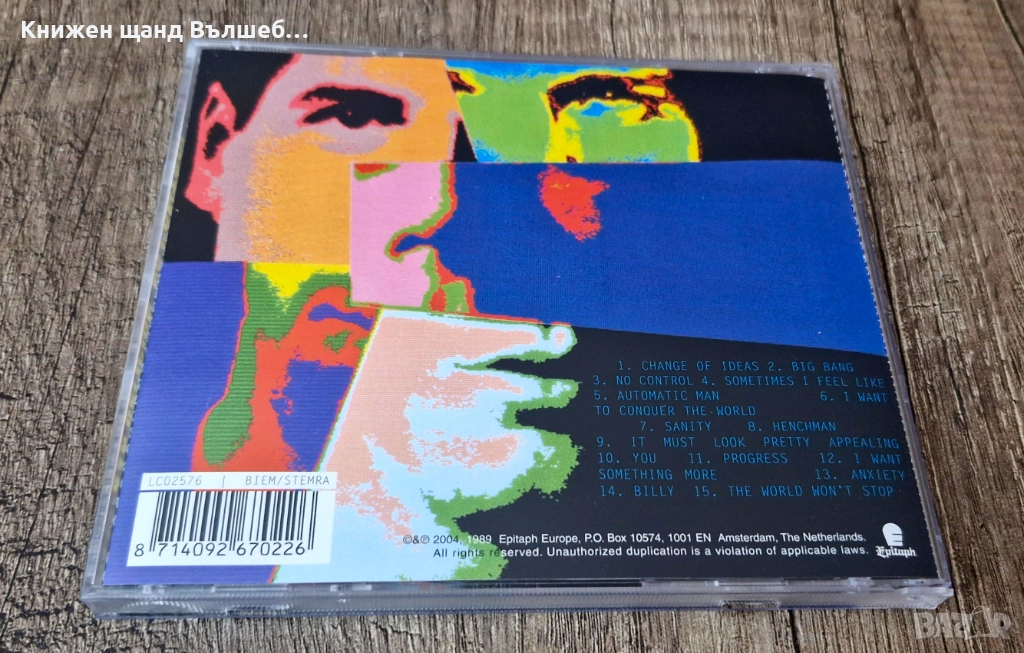 Книжен щанд Вълшеб...
1. CHANGE OF IDEAS 2. BIG BANG
3. NO CONTROL 4. SOMETIMES I FEEL LIKE
5. AUTOMATIC MAN 6. I WANT
TO CONQUER THE WORLD
7. SANITY 8. HENCHMAN
9. IT MUST LOOK PRETTY APPEALING
10. YOU 11. PROGRESS 12. I WANT
SOMETHING MORE 13. ANXIETY
14. BILLY 15. THE WORLD WON'T STOP
LC02576 | BIEM/STEMRA
8 714092 670226
©&℗ 2004, 1989 Epitaph Europe, P.O. Box 10574, 1001 EN Amsterdam, The Netherlands.
All rights reserved. Unauthorized duplication is a violation of applicable laws.
Epitaph
BAZAR